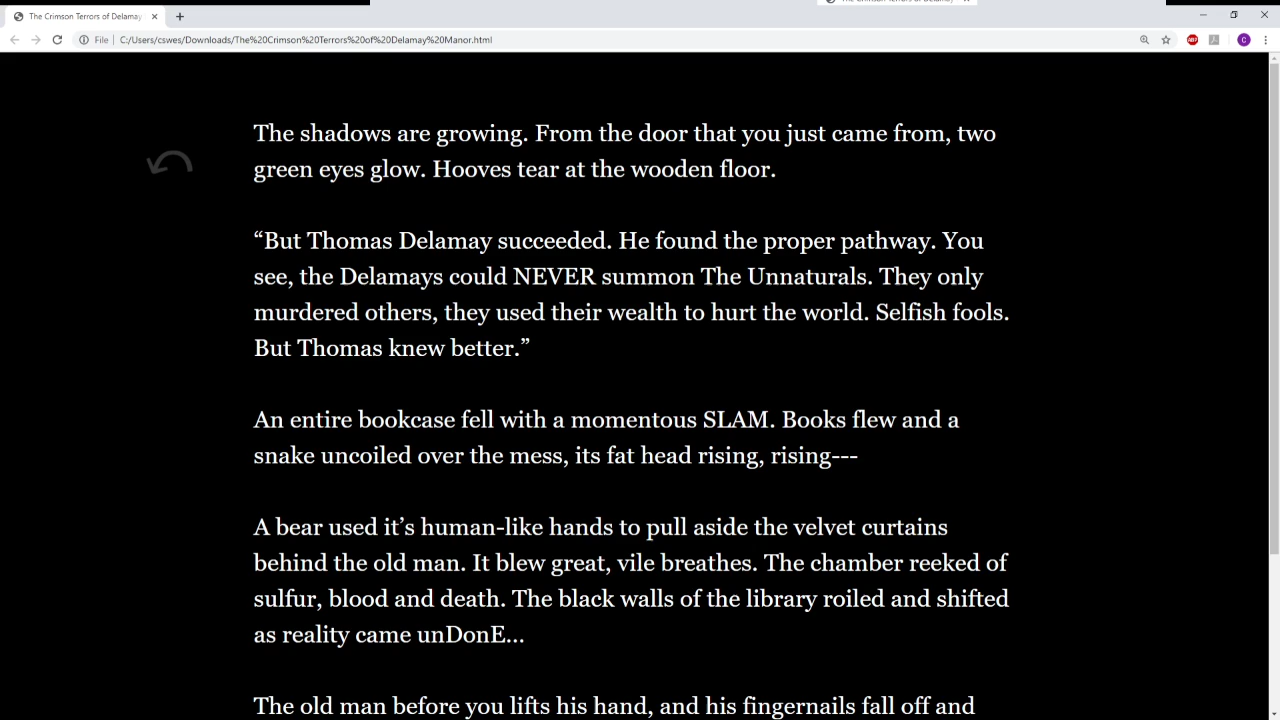 The Crimson Terrors of Delamay
File
C:/Users/cswes/Downloads/The%20Crimson%20Terrors%20of%20Delamay%20Manor.html
ABP
C
The shadows are growing. From the door that you just came from, two
green eyes glow. Hooves tear at the wooden floor.
“But Thomas Delamay succeeded. He found the proper pathway. You
see, the Delamays could NEVER summon The Unnaturals. They only
murdered others, they used their wealth to hurt the world. Selfish fools.
But Thomas knew better.”
An entire bookcase fell with a momentous SLAM. Books flew and a
snake uncoiled over the mess, its fat head rising, rising---
A bear used it’s human-like hands to pull aside the velvet curtains
behind the old man. It blew great, vile breathes. The chamber reeked of
sulfur, blood and death. The black walls of the library roiled and shifted
as reality came unDonE...
The old man before you lifts his hand, and his fingernails fall off and